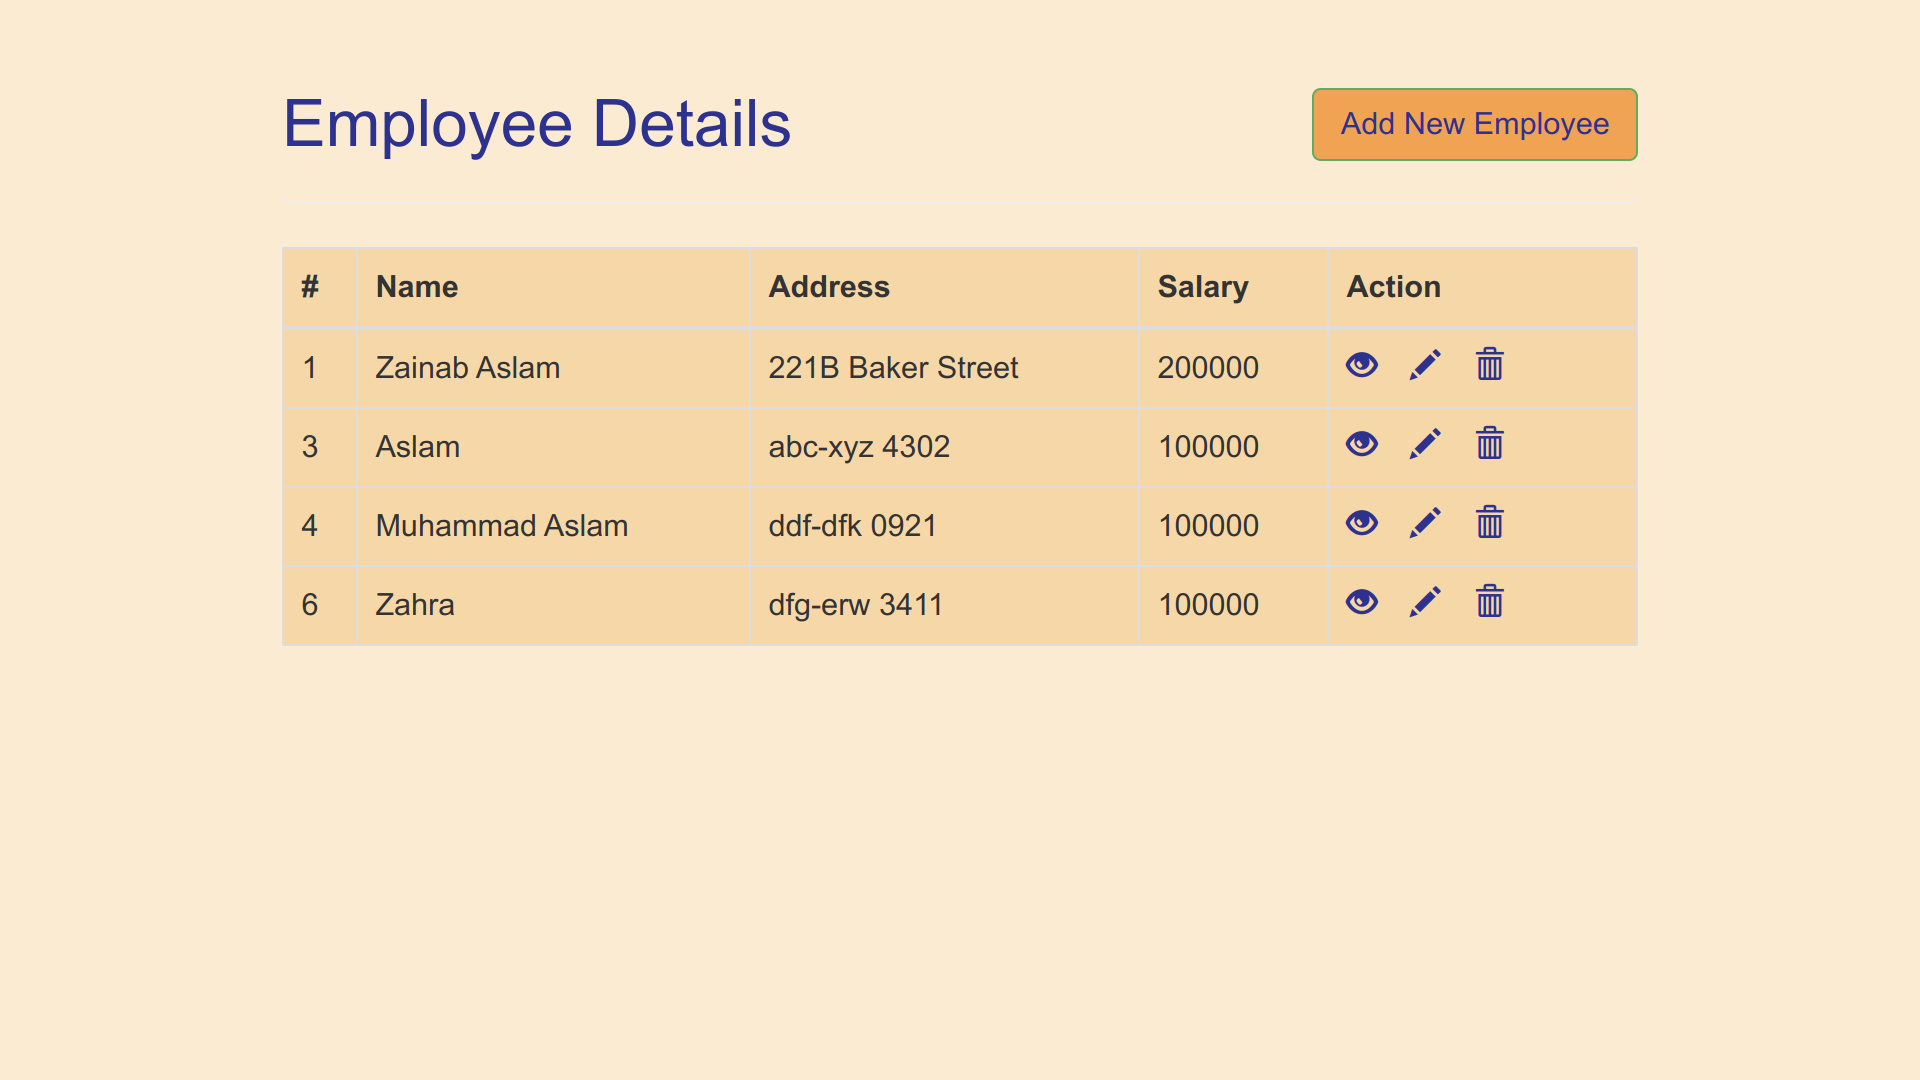 Employee Details
Add New Employee
# Name Address Salary Action
1 Zainab Aslam 221B Baker Street 200000
3 Aslam abc-xyz 4302 100000
4 Muhammad Aslam ddf-dfk 0921 100000
6 Zahra dfg-erw 3411 100000